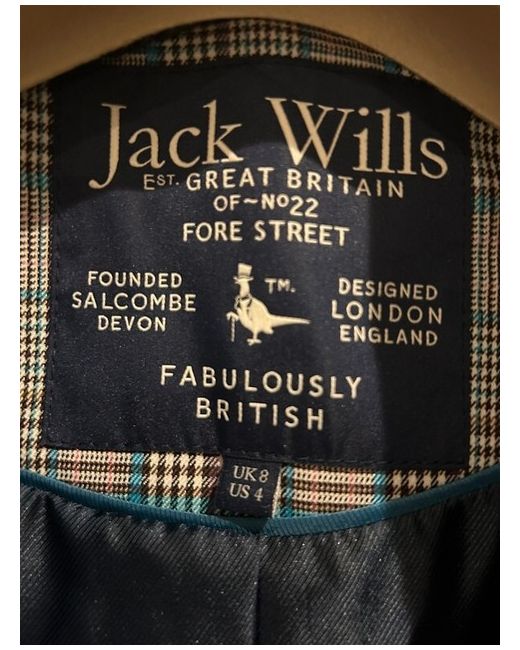 Jack Wills
EST. GREAT BRITAIN
OF~Nº22
FORE STREET
FOUNDED
SALCOMBE
DEVON
TM.
DESIGNED
LONDON
ENGLAND
FABULOUSLY
BRITISH
UK 8
US 4